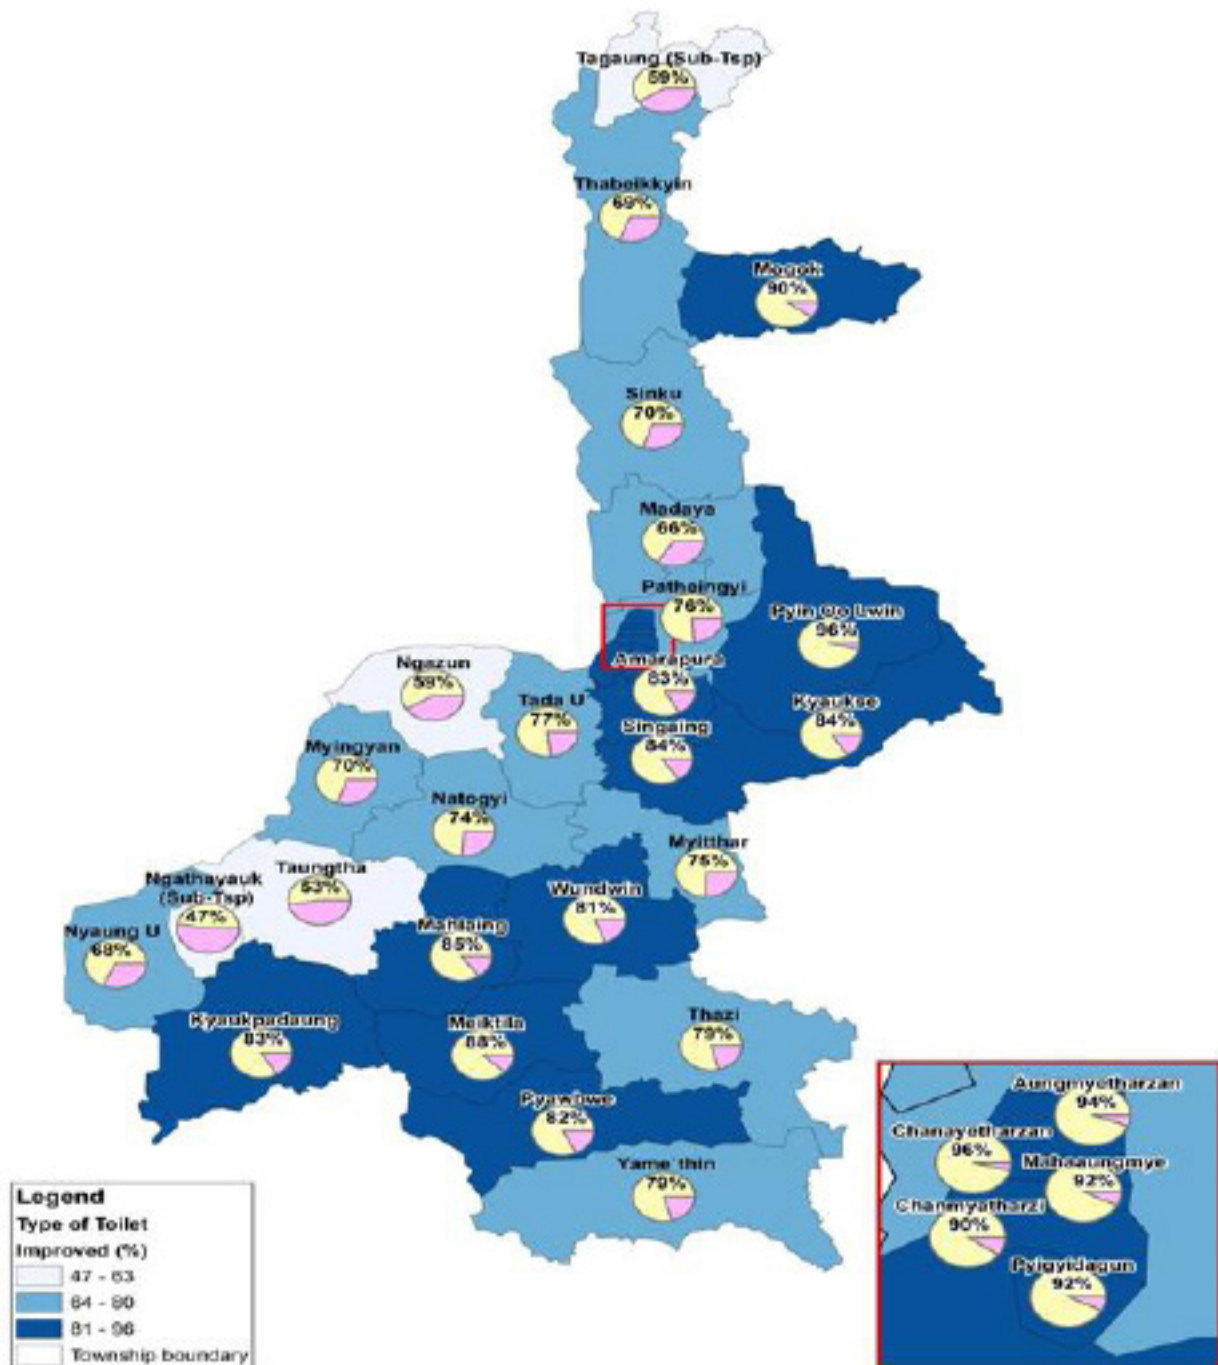 Tagaung (Sub-Tsp)
59%
Thabeikkyin
69%
Mogok
90%
Sinku
70%
Madaya
66%
Patheingyi
76%
Pyin Oo Lwin
96%
Amarapura
83%
Kyaukse
84%
Singaing
84%
Ngazun
59%
Tada U
77%
Myingyan
70%
Natogyi
74%
Myitthar
75%
Taungtha
53%
Ngathayauk
(Sub-Tsp)
47%
Nyaung U
68%
Wundwin
81%
Mahlaing
85%
Kyaukpadaung
83%
Meiktila
88%
Thazi
79%
Pyawbwe
82%
Yame`thin
79%
Aungmyetharzan
94%
Chanayetharzan
96%
Mahaaungmye
92%
Chanmyatharzi
90%
Pyigyidagun
92%
Legend
Type of Toilet
Improved (%)
47 - 63
64 - 80
81 - 96
Township boundary